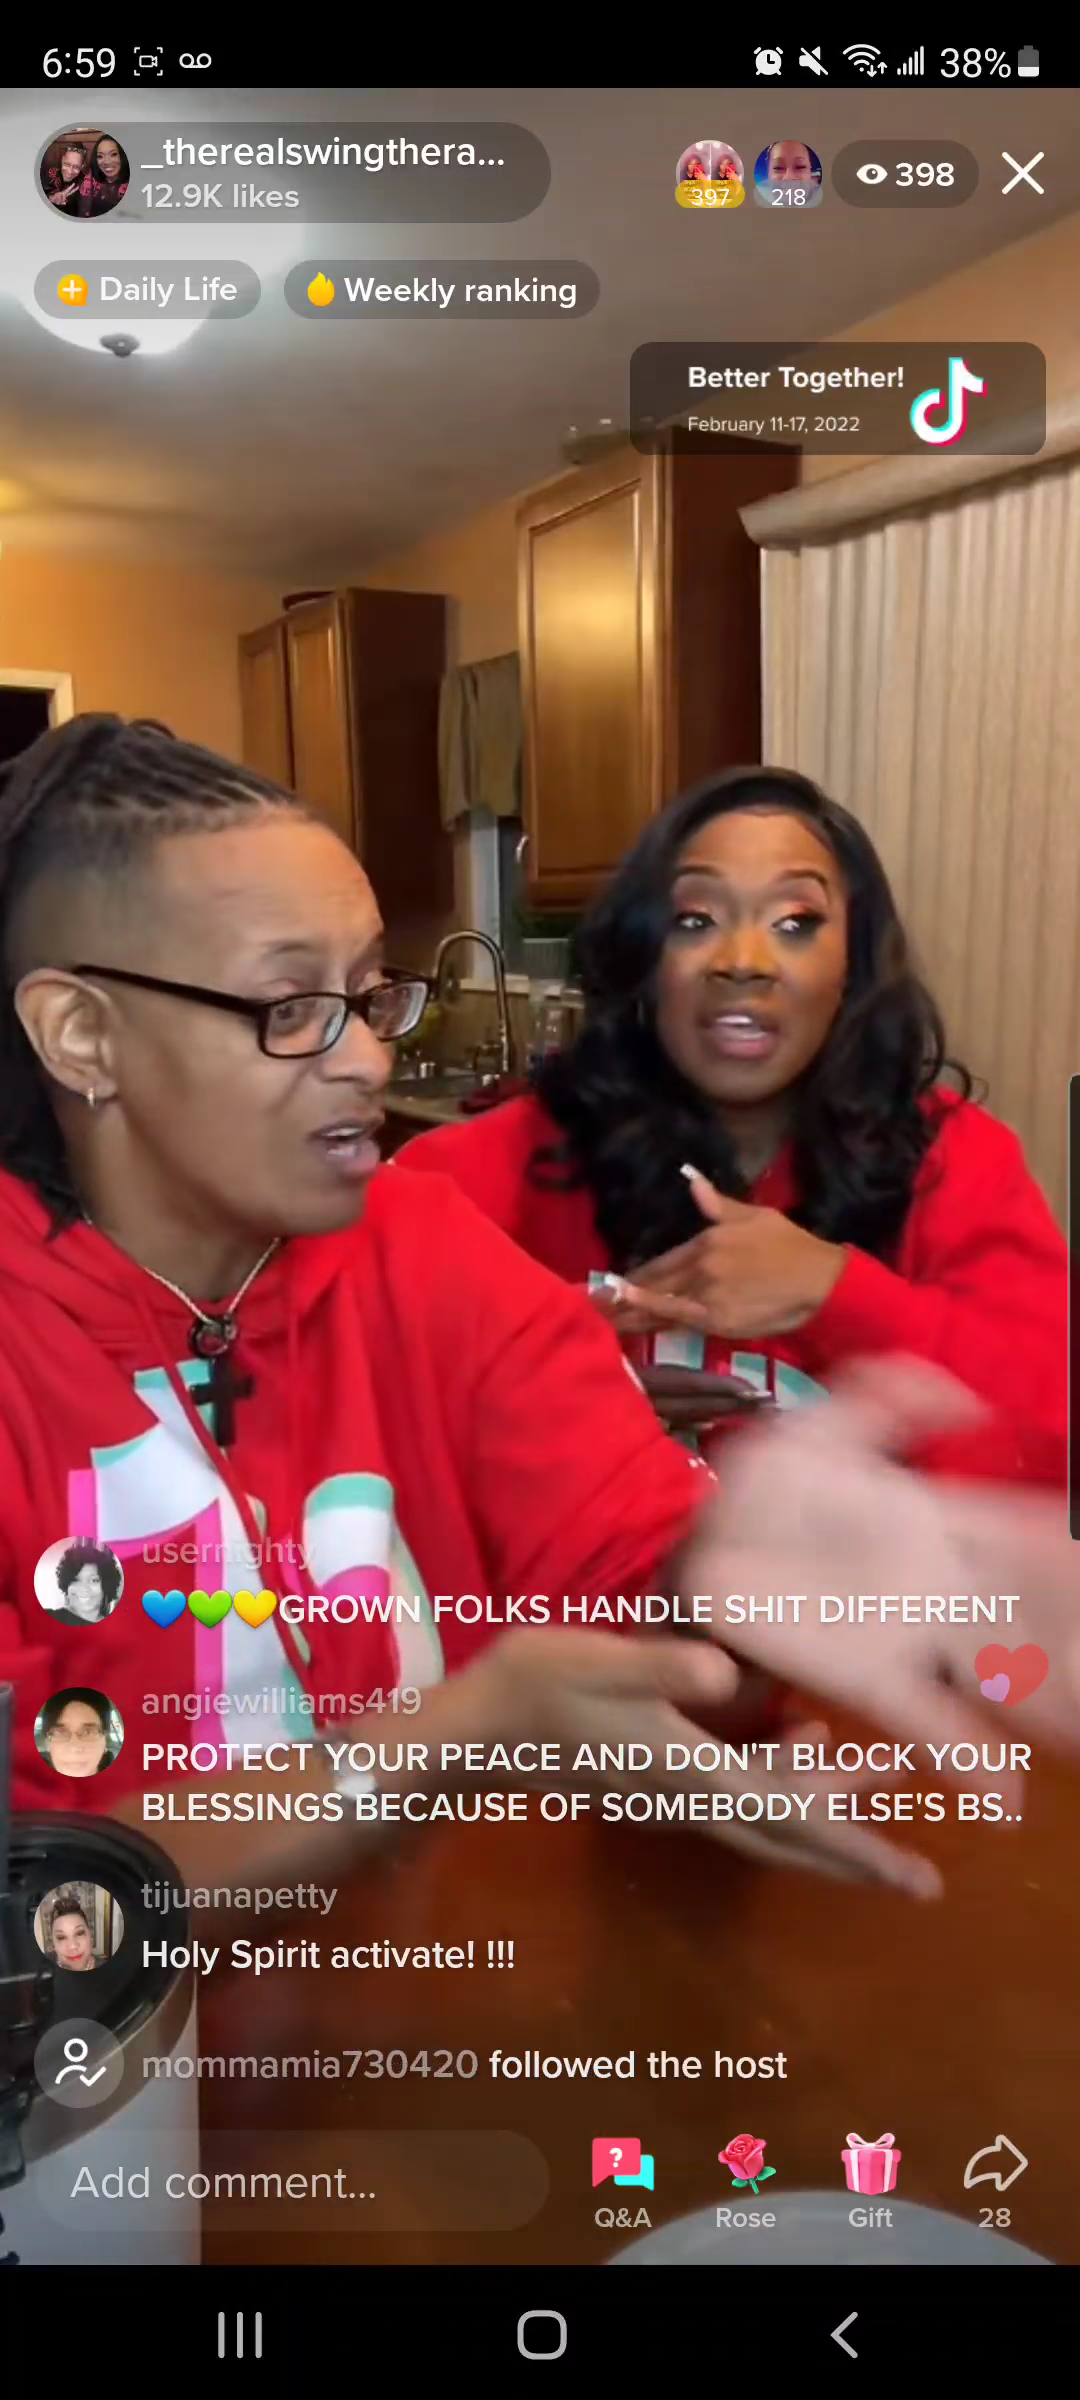 6:59
38%
_therealswingthera...
12.9K likes
397
218
398
Daily Life
Weekly ranking
Better Together!
February 11-17, 2022
usernighty
💙💚💛GROWN FOLKS HANDLE SHIT DIFFERENT
angiewilliams419
PROTECT YOUR PEACE AND DON'T BLOCK YOUR
BLESSINGS BECAUSE OF SOMEBODY ELSE'S BS..
tijuanapetty
Holy Spirit activate! !!!
mommamia730420 followed the host
Add comment...
?
Q&A
Rose
Gift
28